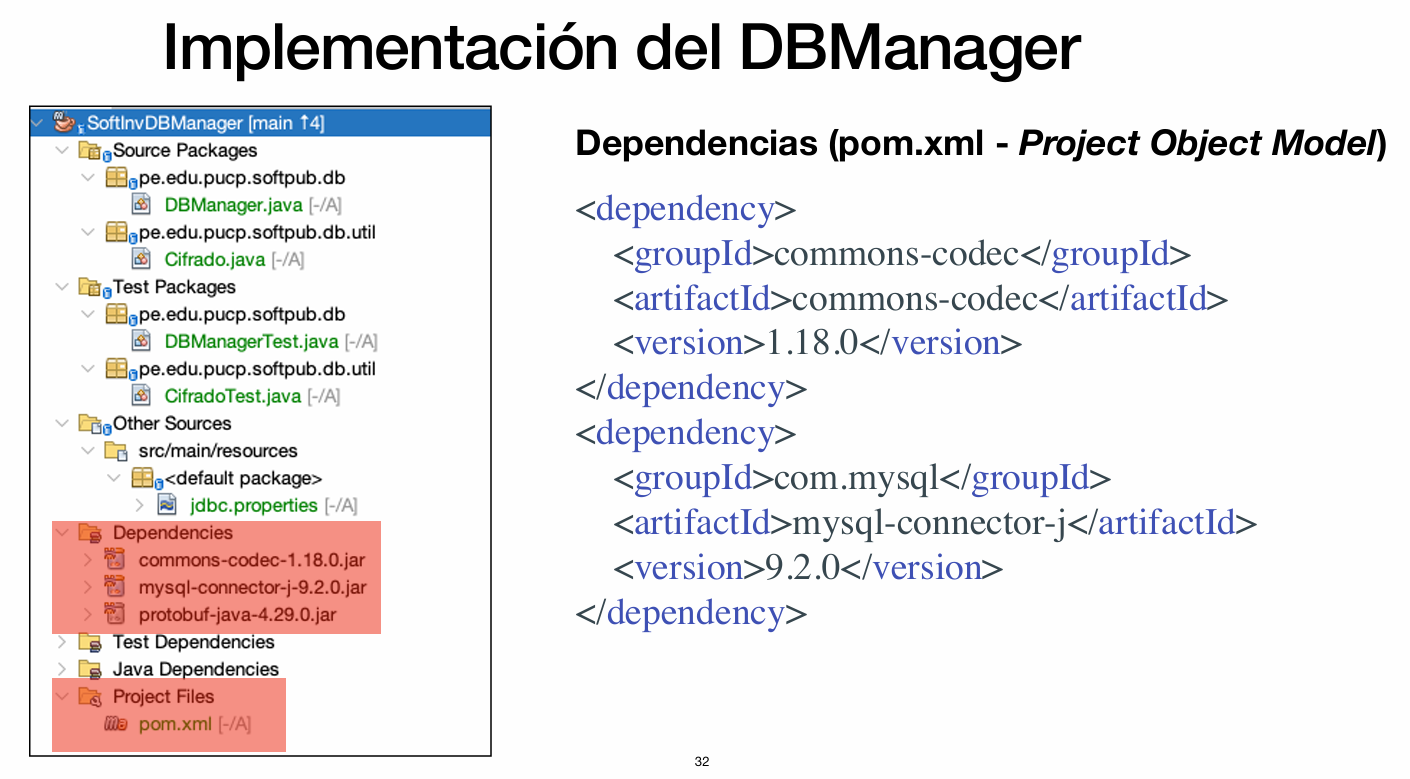 Implementación del DBManager
SoftInvDBManager [main ↑4]
Source Packages
pe.edu.pucp.softpub.db
DBManager.java [-/A]
pe.edu.pucp.softpub.db.util
Cifrado.java [-/A]
Test Packages
pe.edu.pucp.softpub.db
DBManagerTest.java [-/A]
pe.edu.pucp.softpub.db.util
CifradoTest.java [-/A]
Other Sources
src/main/resources
<default package>
jdbc.properties [-/A]
Dependencies
commons-codec-1.18.0.jar
mysql-connector-j-9.2.0.jar
protobuf-java-4.29.0.jar
Test Dependencies
Java Dependencies
Project Files
pom.xml [-/A]
Dependencias (pom.xml - Project Object Model)
<dependency>
<groupId>commons-codec</groupId>
<artifactId>commons-codec</artifactId>
<version>1.18.0</version>
</dependency>
<dependency>
<groupId>com.mysql</groupId>
<artifactId>mysql-connector-j</artifactId>
<version>9.2.0</version>
</dependency>
32